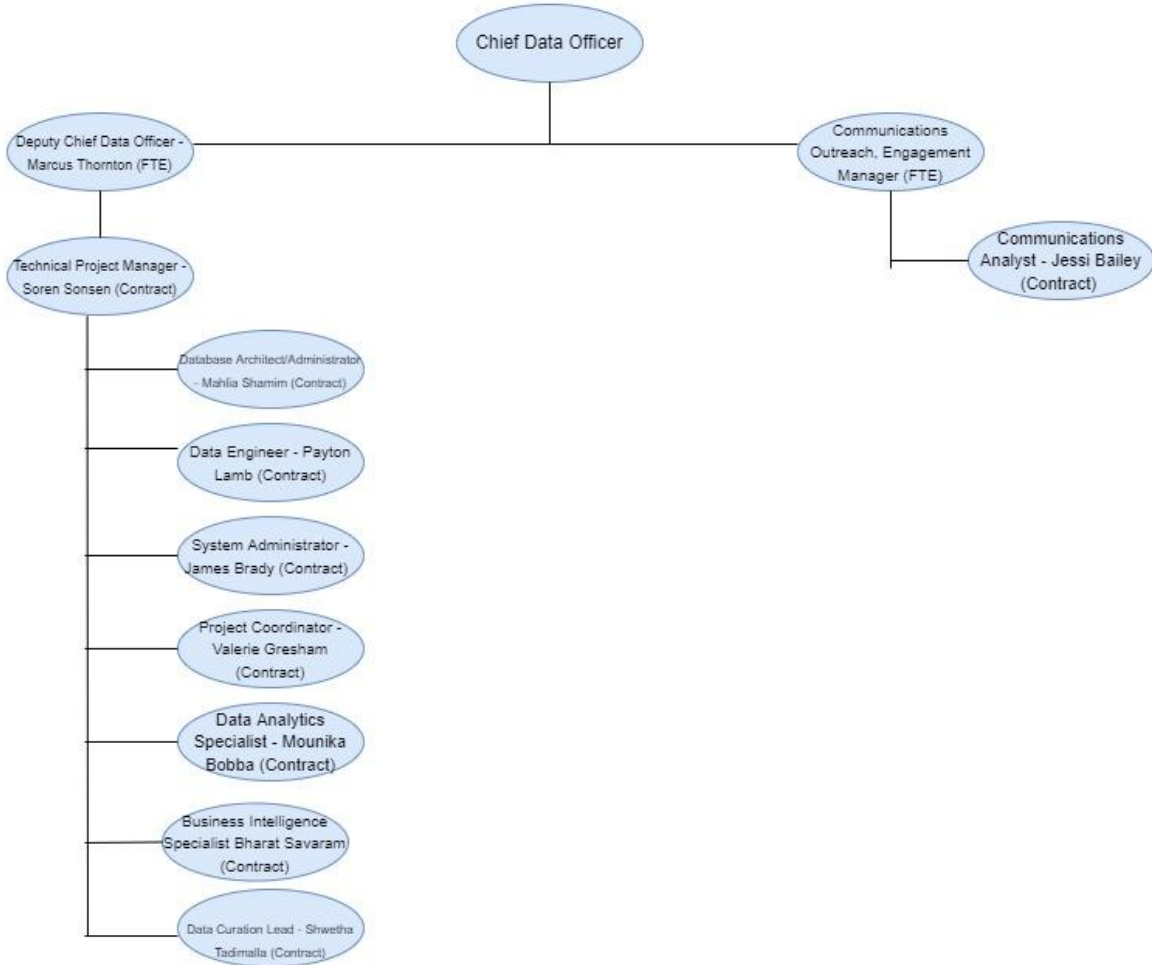 Chief Data Officer
Deputy Chief Data Officer -
Marcus Thornton (FTE)
Communications
Outreach, Engagement
Manager (FTE)
Technical Project Manager -
Soren Sonsen (Contract)
Communications
Analyst - Jessi Bailey
(Contract)
Database Architect/Administrator
- Mahlia Shamim (Contract)
Data Engineer - Payton
Lamb (Contract)
System Administrator -
James Brady (Contract)
Project Coordinator -
Valerie Gresham
(Contract)
Data Analytics
Specialist - Mounika
Bobba (Contract)
Business Intelligence
Specialist Bharat Savaram
(Contract)
Data Curation Lead - Shwetha
Tadimalla (Contract)